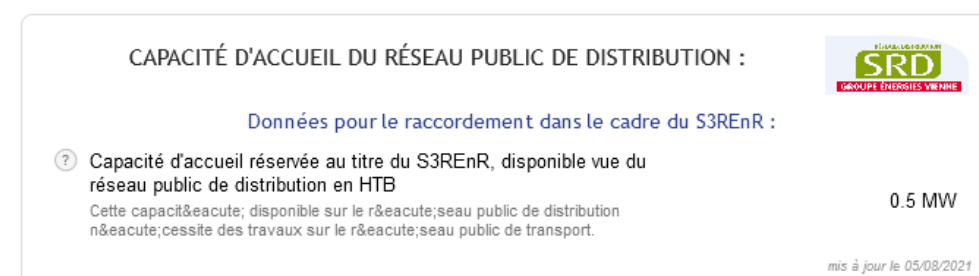 CAPACITÉ D'ACCUEIL DU RÉSEAU PUBLIC DE DISTRIBUTION :
SRD
GROUPE ÉNERGIES VIENNE
Données pour le raccordement dans le cadre du S3REnR :
? Capacité d'accueil réservée au titre du S3REnR, disponible vue du
réseau public de distribution en HTB
0.5 MW
Cette capacit&eacute; disponible sur le r&eacute;seau public de distribution
n&eacute;cessite des travaux sur le r&eacute;seau public de transport.
mis à jour le 05/08/2021